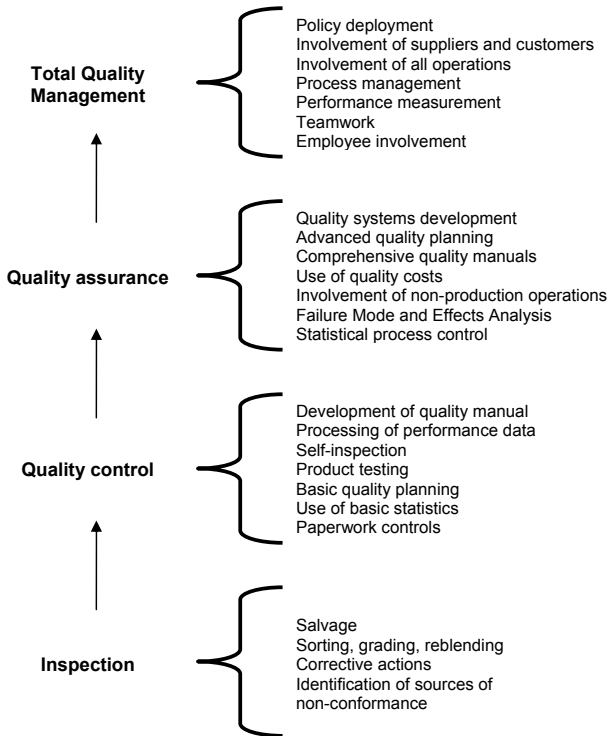 Total Quality
Management
Policy deployment
Involvement of suppliers and customers
Involvement of all operations
Process management
Performance measurement
Teamwork
Employee involvement
Quality assurance
Quality systems development
Advanced quality planning
Comprehensive quality manuals
Use of quality costs
Involvement of non-production operations
Failure Mode and Effects Analysis
Statistical process control
Quality control
Development of quality manual
Processing of performance data
Self-inspection
Product testing
Basic quality planning
Use of basic statistics
Paperwork controls
Inspection
Salvage
Sorting, grading, reblending
Corrective actions
Identification of sources of
non-conformance